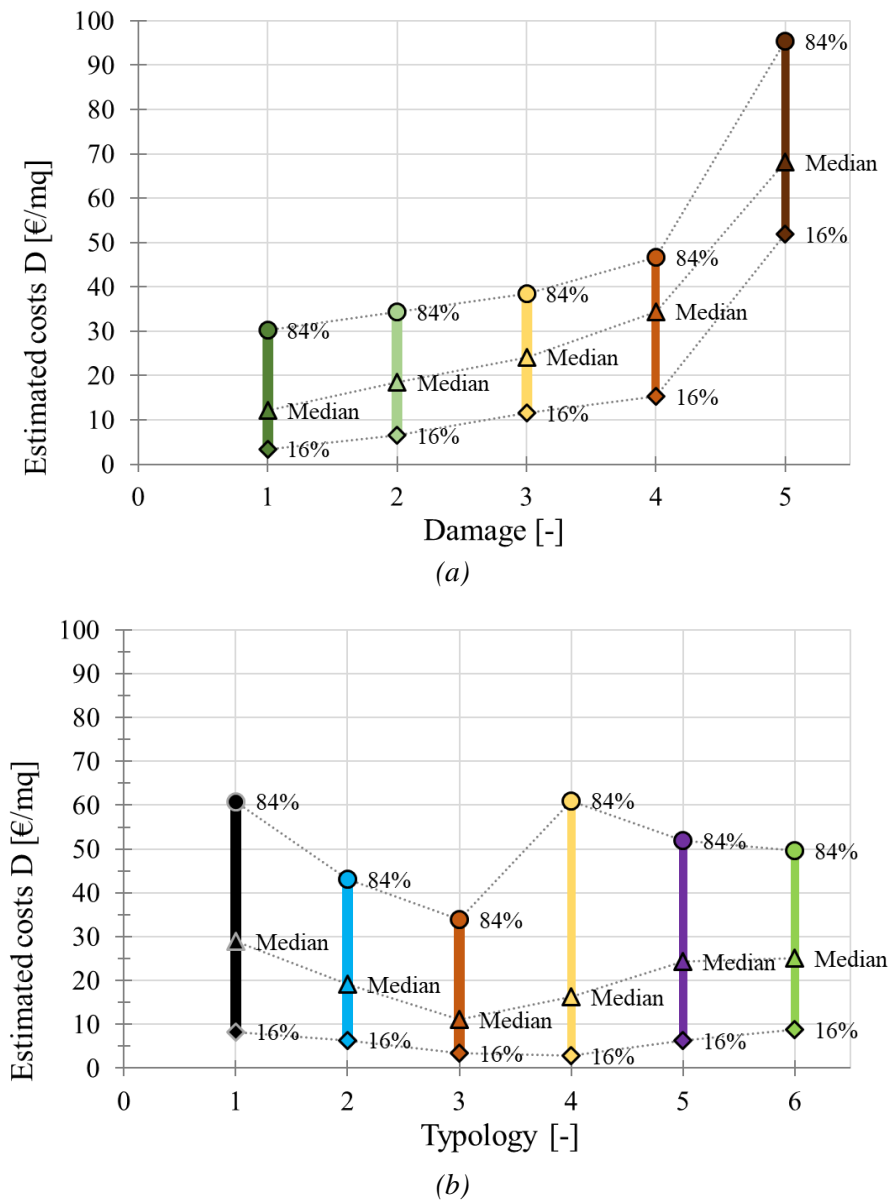 100
90
80
70
60
50
40
30
20
10
0
Estimated costs D [€/mq]
84%
Median
16%
84%
Median
16%
84%
Median
16%
84%
Median
16%
84%
Median
16%
0 1 2 3 4 5
Damage [-]
(a)
100
90
80
70
60
50
40
30
20
10
0
Estimated costs D [€/mq]
84%
Median
16%
84%
Median
16%
84%
Median
16%
84%
Median
16%
84%
Median
16%
84%
Median
16%
0 1 2 3 4 5 6
Typology [-]
(b)